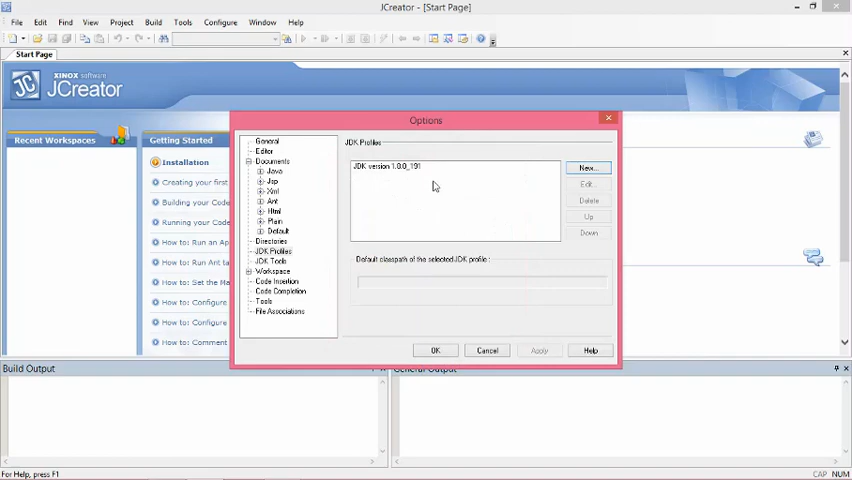 JCreator - [Start Page]
File Edit Find View Project Build Tools Configure Window Help
Start Page
XINOX software
JCreator
Recent Workspaces
Getting Started
Installation
Creating your first
Building your Code
Running your Code
How to: Run an Ap
How to: Run Ant ta
How to: Set the Ma
How to: Configure
How to: Configure
How to: Comment
Options
General
Editor
Documents
Java
Jsp
Xml
Ant
Html
Plain
Default
Directories
JDK Profiles
JDK Tools
Workspace
Code Insertion
Code Completion
Tools
File Associations
JDK Profiles
JDK version 1.8.0_191
New...
Edit...
Delete
Up
Down
Default classpath of the selected JDK profile :
OK Cancel Apply Help
Build Output
General Output
For Help, press F1
CAP NUM